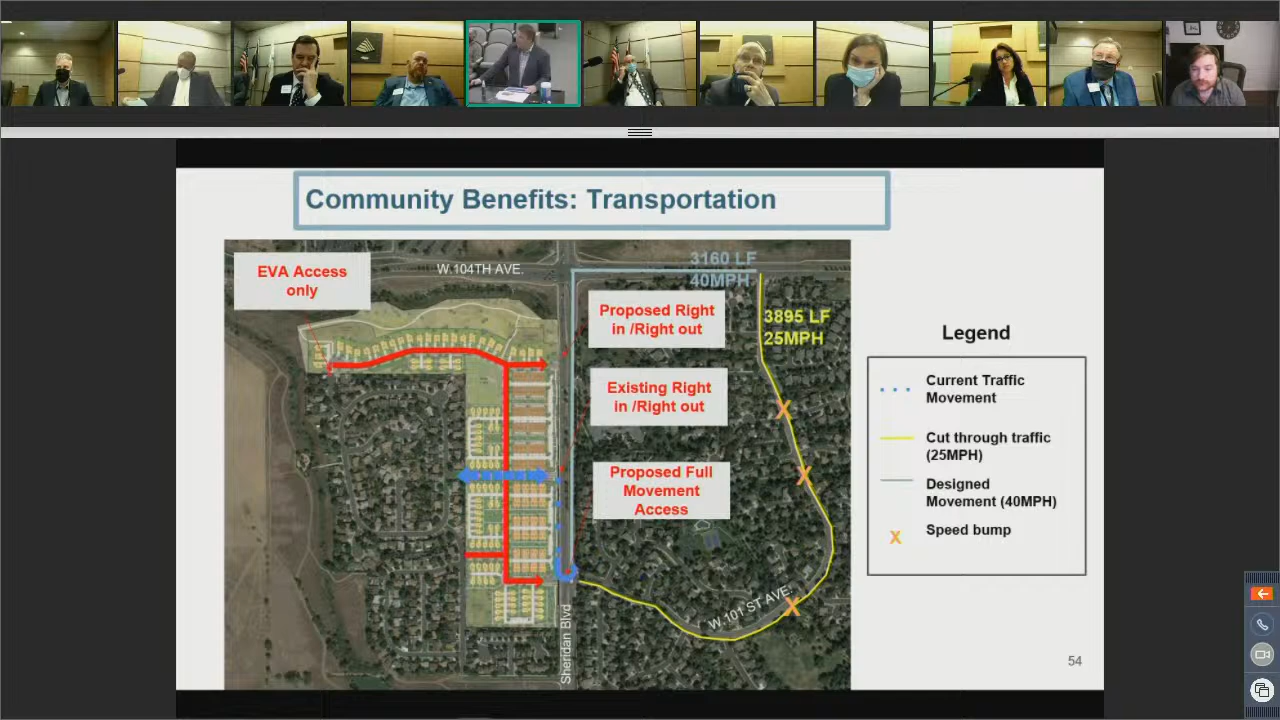 Community Benefits: Transportation
EVA Access
only
W.104TH AVE.
3160 LF
40MPH
Proposed Right
in /Right out
3895 LF
25MPH
Existing Right
in /Right out
Proposed Full
Movement
Access
W.101 ST AVE.
Sheridan Blvd
Legend
Current Traffic
Movement
Cut through traffic
(25MPH)
Designed
Movement (40MPH)
X
Speed bump
54